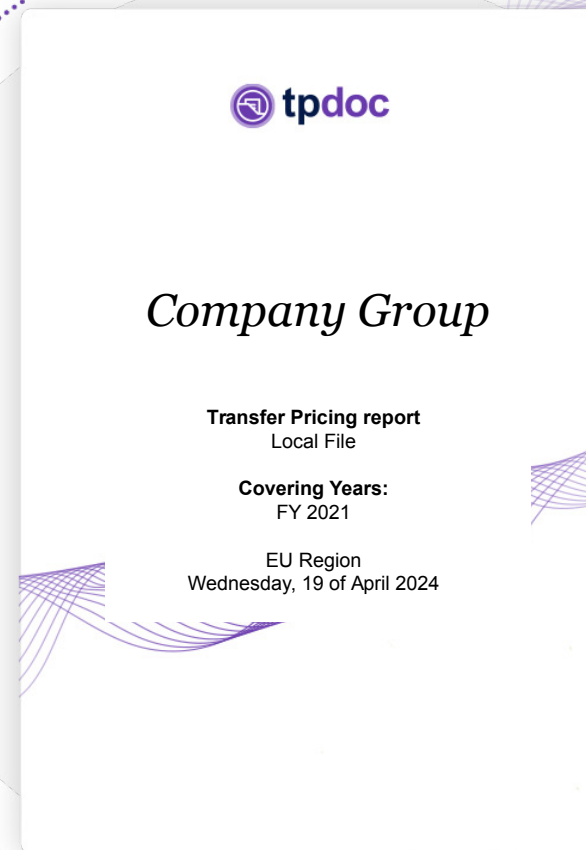 tpdoc
Company Group
Transfer Pricing report
Local File
Covering Years:
FY 2021
EU Region
Wednesday, 19 of April 2024